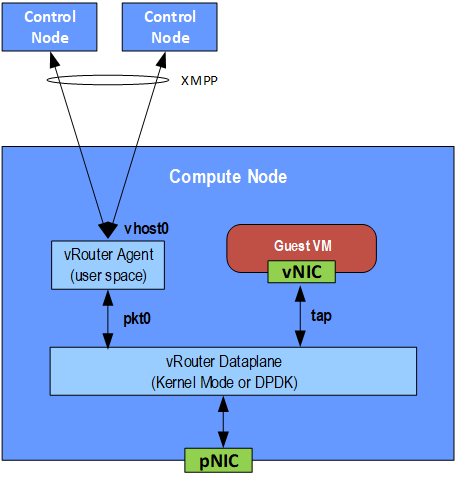 Control
Node
Control
Node
XMPP
Compute Node
vhost0
vRouter Agent
(user space)
Guest VM
vNIC
pkt0
tap
vRouter Dataplane
(Kernel Mode or DPDK)
pNIC